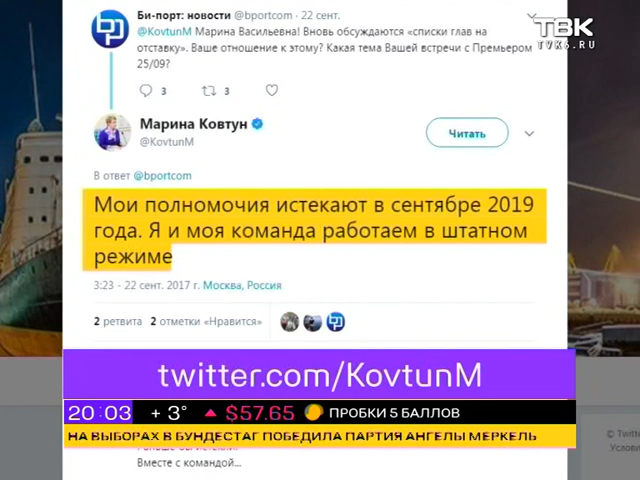 Би-порт: новости @bportcom · 22 сент.
@KovtunM Марина Васильевна! Вновь обсуждаются «списки глав на
отставку». Ваше отношение к этому? Какая тема Вашей встречи с Премьером
25/09?
3 3
ТВК
TVK6.RU
Марина Ковтун
@KovtunM
Читать
В ответ @bportcom
Мои полномочия истекают в сентябре 2019
года. Я и моя команда работаем в штатном
режиме
3:23 - 22 сент. 2017 г. Москва, Россия
2 ретвита 2 отметки «Нравится»
twitter.com/KovtunM
20:03 +3° $57.65 ПРОБКИ 5 БАЛЛОВ
НА ВЫБОРАХ В БУНДЕСТАГ ПОБЕДИЛА ПАРТИЯ АНГЕЛЫ МЕРКЕЛЬ
Вместе с командой...
© Twitte
Услови